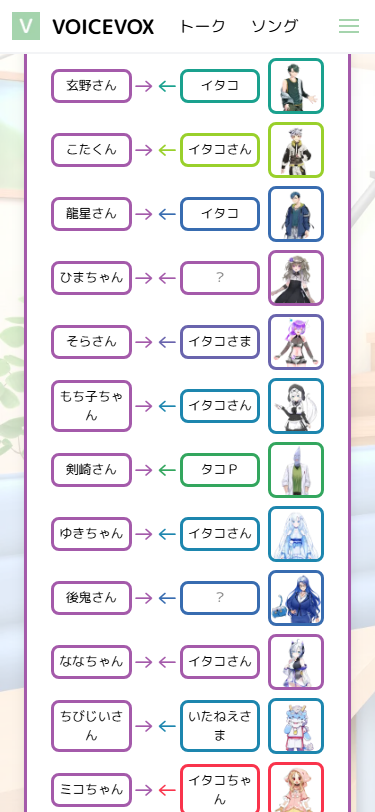 V VOICEVOX トーク ソング
玄野さん → ← イタコ
こたくん → ← イタコさん
龍星さん → ← イタコ
ひまちゃん → ← ?
そらさん → ← イタコさま
もち子ちゃ
ん → ← イタコさん
剣崎さん → ← タコP
ゆきちゃん → ← イタコさん
後鬼さん → ← ?
ななちゃん → ← イタコさん
ちびじいさ
ん → ← いたねえさ
ま
ミコちゃん → ← イタコちゃ
ん